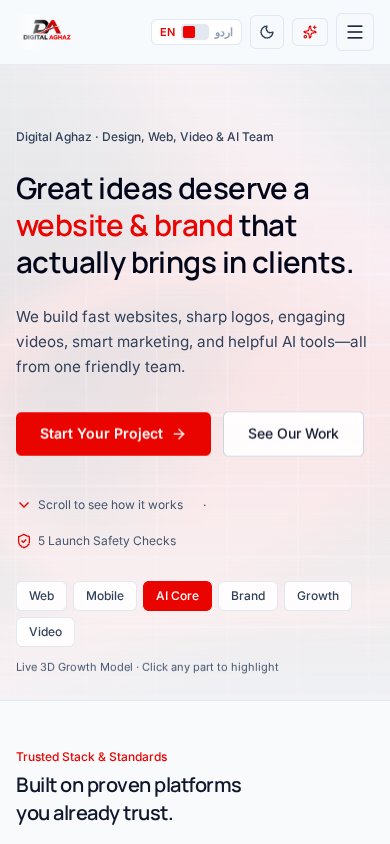 DA
DIGITAL AGHAZ
EN اردو
Digital Aghaz · Design, Web, Video & AI Team
Great ideas deserve a
website & brand that
actually brings in clients.
We build fast websites, sharp logos, engaging
videos, smart marketing, and helpful AI tools—all
from one friendly team.
Start Your Project →
See Our Work
Scroll to see how it works ·
5 Launch Safety Checks
Web Mobile AI Core Brand Growth
Video
Live 3D Growth Model · Click any part to highlight
Trusted Stack & Standards
Built on proven platforms
you already trust.